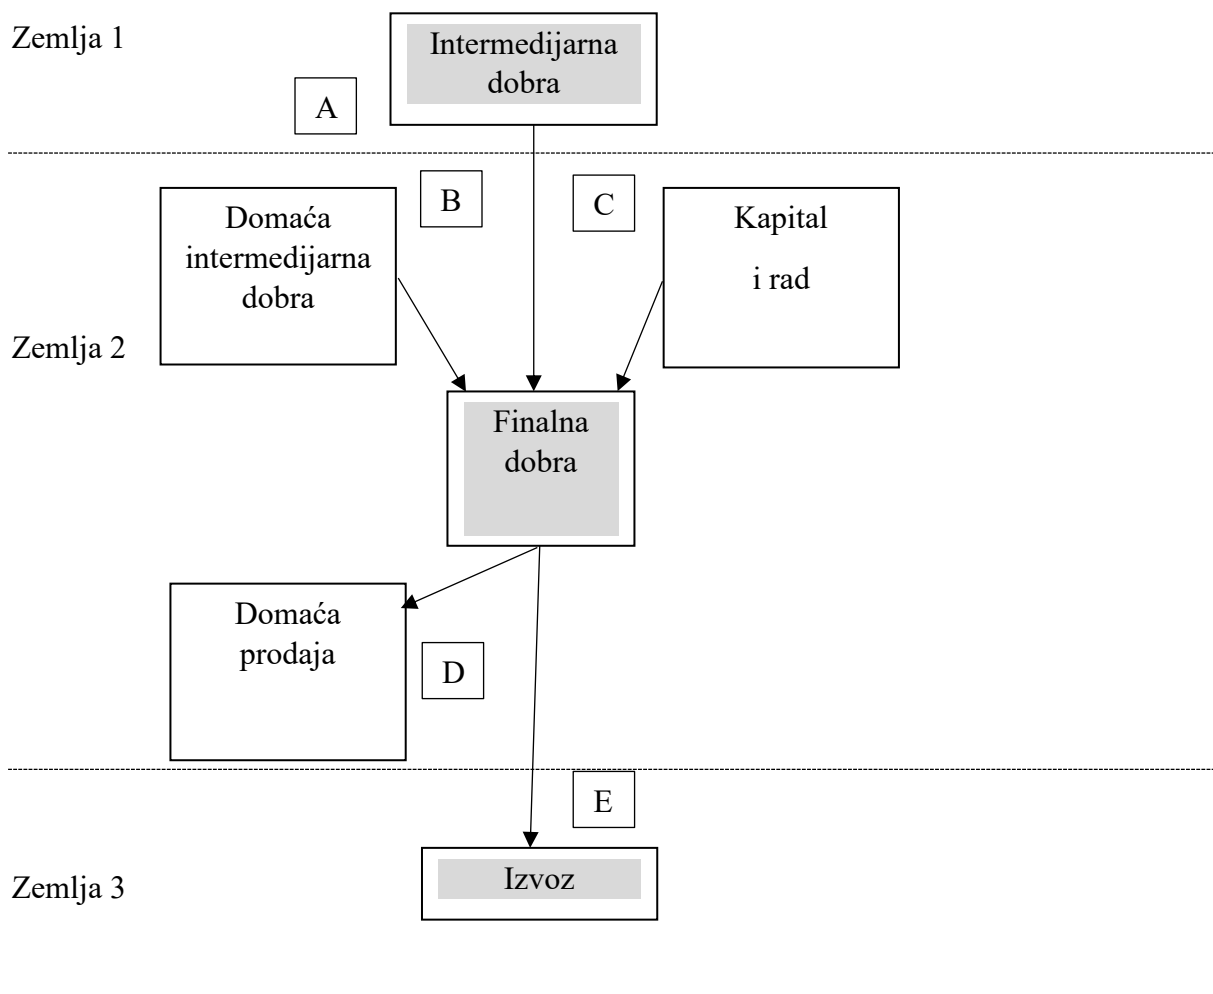 Zemlja 1
Intermedijarna
dobra
A
B
C
Domaća
intermedijarna
dobra
Kapital
i rad
Zemlja 2
Finalna
dobra
Domaća
prodaja
D
E
Zemlja 3
Izvoz